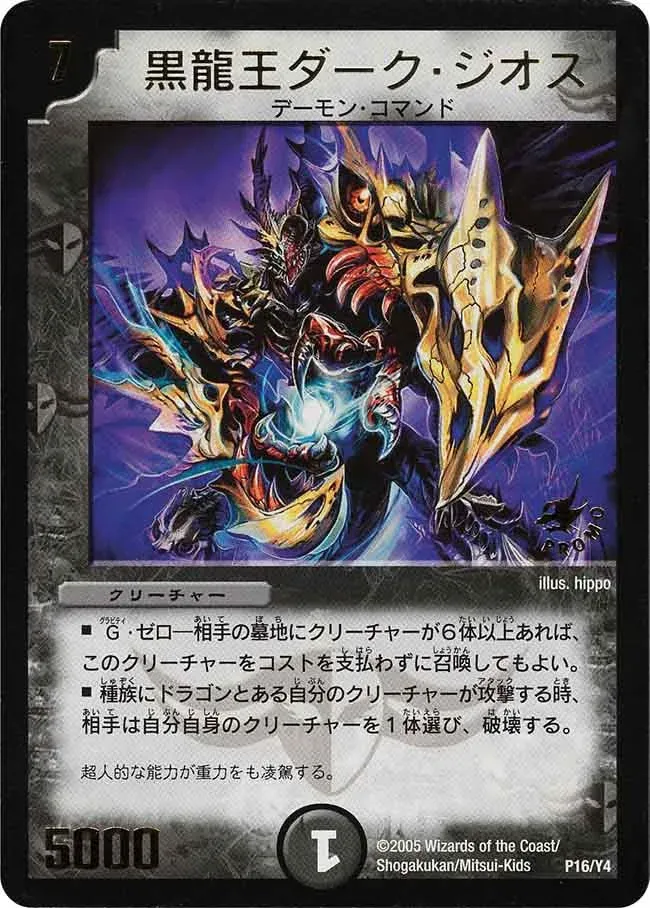 7
黒龍王ダーク・ジオス
デーモン・コマンド
PROMO
illus. hippo
クリーチャー
■ G・ゼロ―相手の墓地にクリーチャーが6体以上あれば、
このクリーチャーをコストを支払わずに召喚してもよい。
■ 種族にドラゴンとある自分のクリーチャーが攻撃する時、
相手は自分自身のクリーチャーを1体選び、破壊する。
超人的な能力が重力をも凌駕する。
5000
1
©2005 Wizards of the Coast/
Shogakukan/Mitsui-Kids
P16/Y4